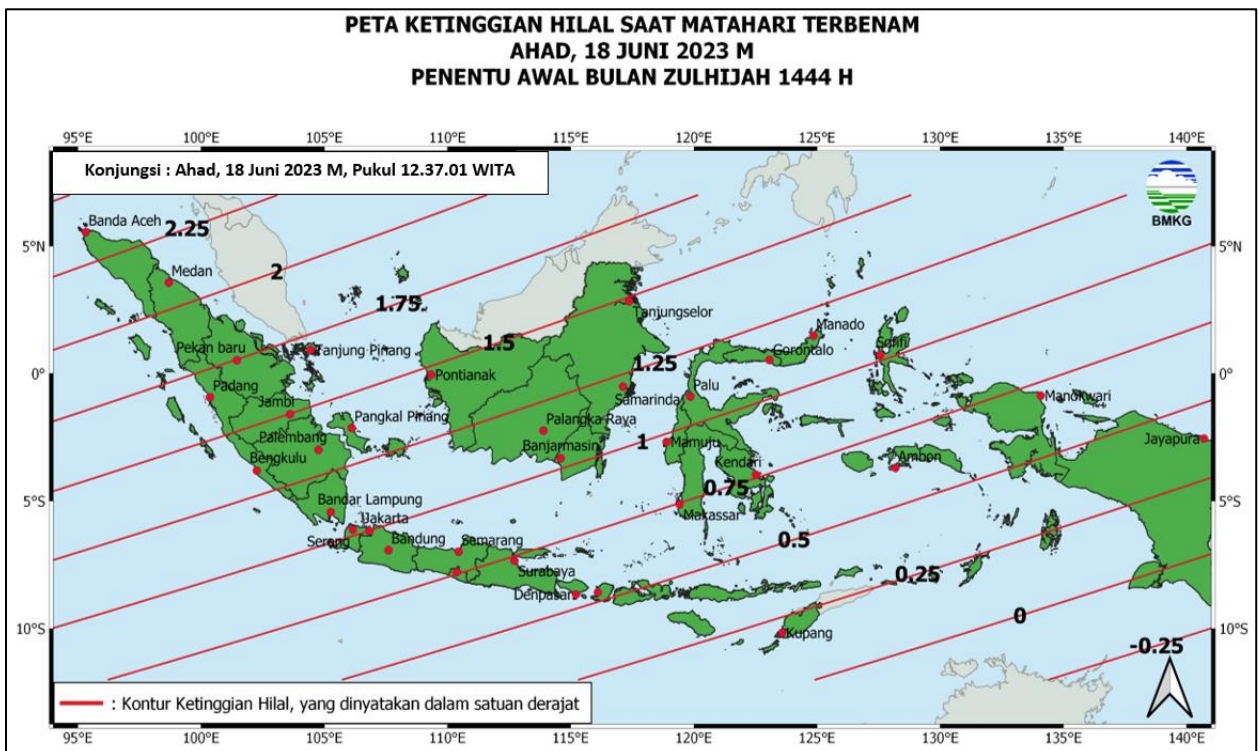 PETA KETINGGIAN HILAL SAAT MATAHARI TERBENAM
AHAD, 18 JUNI 2023 M
PENENTU AWAL BULAN ZULHIJAH 1444 H
95°E 100°E 105°E 110°E 115°E 120°E 125°E 130°E 135°E 140°E
Konjungsi : Ahad, 18 Juni 2023 M, Pukul 12.37.01 WITA
BMKG
Banda Aceh
2.25
5°N 5°N
Medan
2
1.75
Tanjungselor
Manado
Pekan baru
Tanjung Pinang
1.5
Gorontalo
Sofifi
0° 0°
Pontianak
1.25
Padang
Samarinda
Palu
Manokwari
Jambi
Pangkal Pinang
Palangka Raya
Palembang
Banjarmasin
1
Mamuju
Jayapura
Bengkulu
Kendari
Ambon
0.75
5°S 5°S
Bandar Lampung
Makassar
Jakarta
Serang
Bandung
Semarang
0.5
Surabaya
0.25
Denpasar
0
10°S 10°S
Kupang
-0.25
: Kontur Ketinggian Hilal, yang dinyatakan dalam satuan derajat
95°E 100°E 105°E 110°E 115°E 120°E 125°E 130°E 135°E 140°E